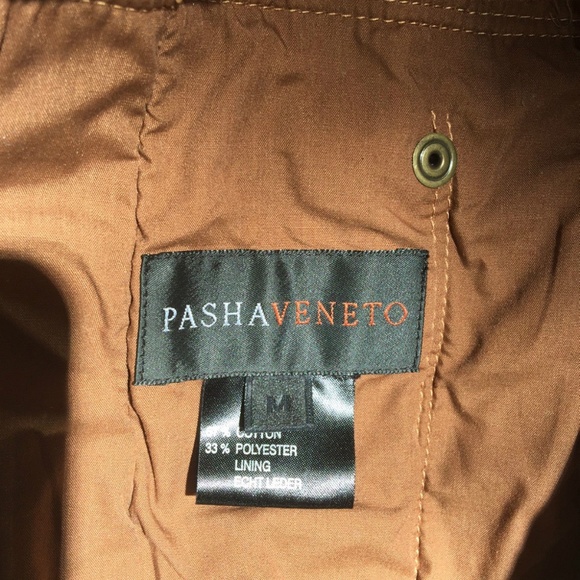 PASHAVENETO
M
% COTTON
33 % POLYESTER
LINING
ECHT LEDER